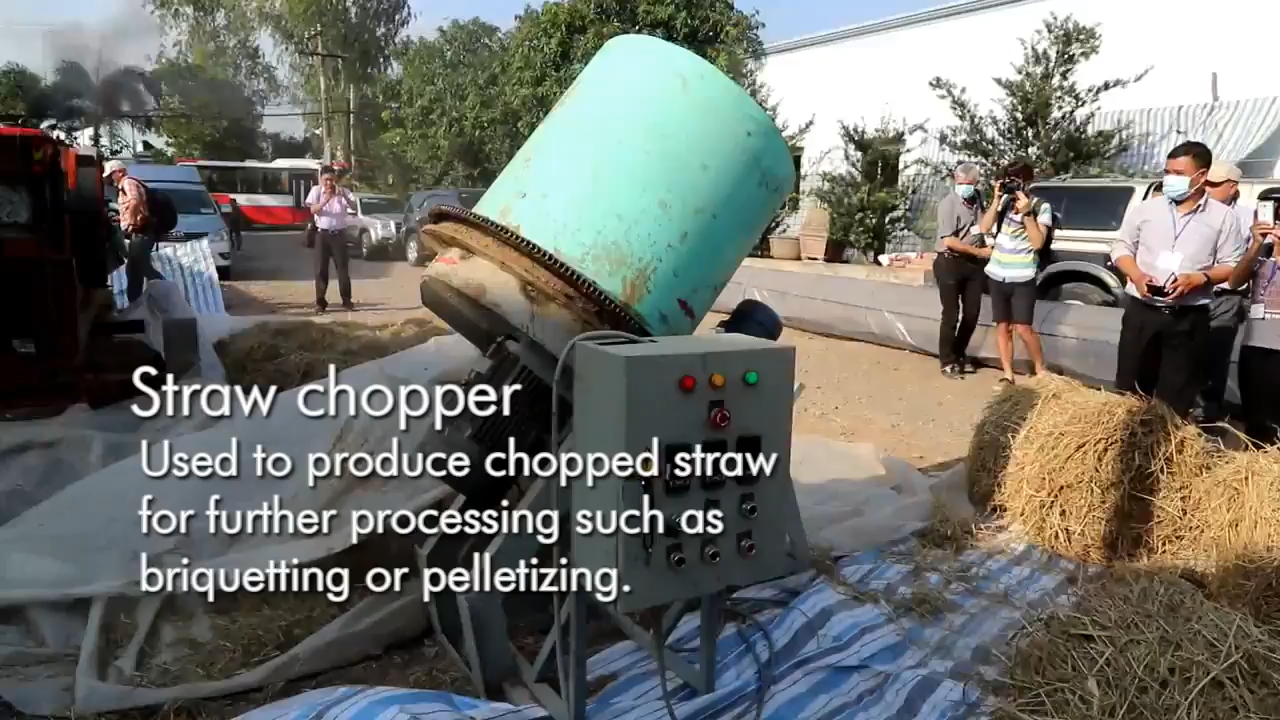 Straw chopper
Used to produce chopped straw
for further processing such as
briquetting or pelletizing.